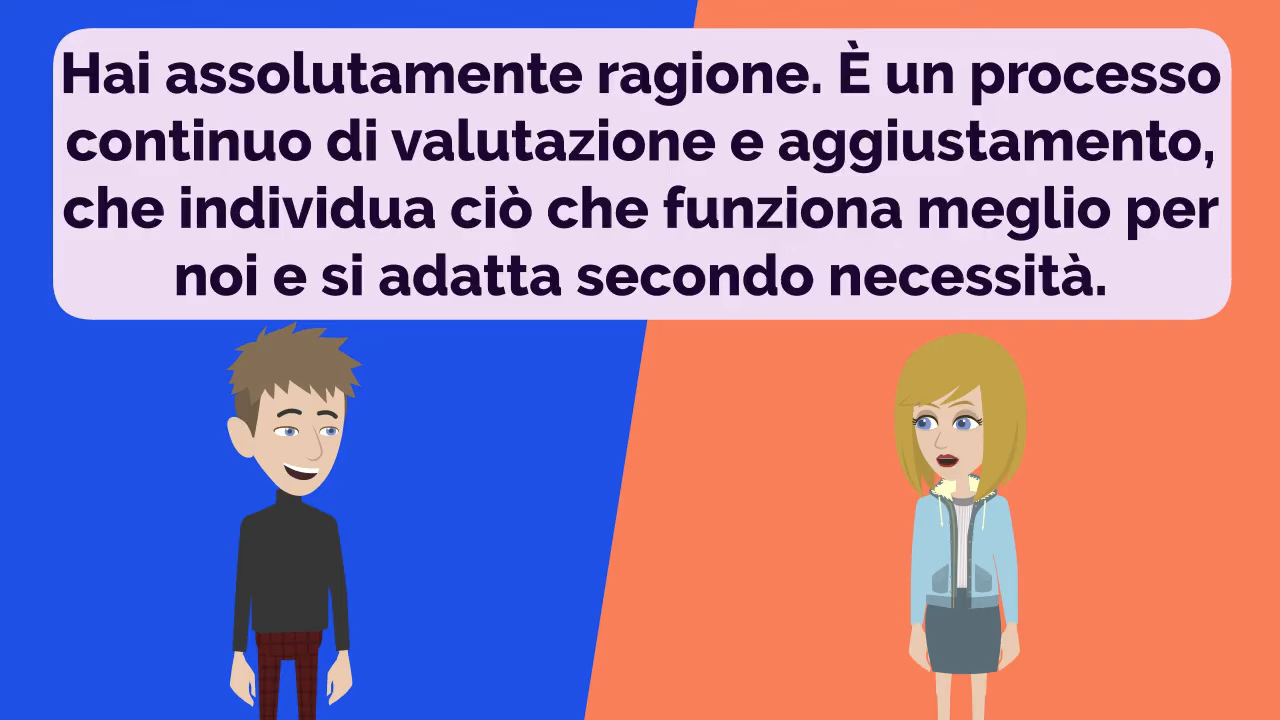 Hai assolutamente ragione. È un processo
continuo di valutazione e aggiustamento,
che individua ciò che funziona meglio per
noi e si adatta secondo necessità.